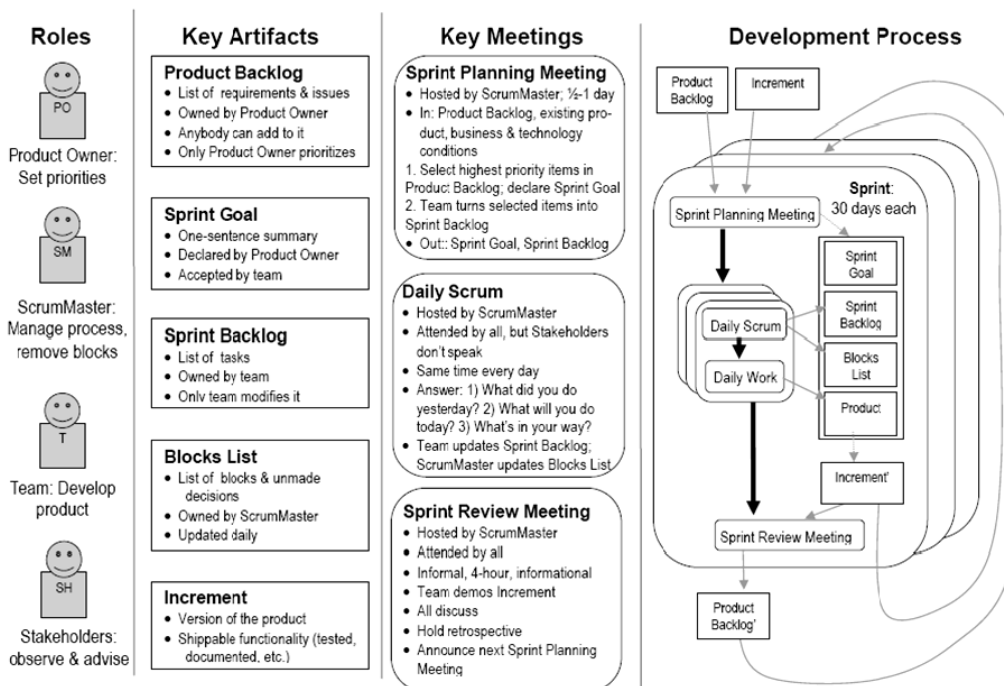 Roles
PO
Product Owner:
Set priorities
SM
ScrumMaster:
Manage process,
remove blocks
T
Team: Develop
product
SH
Stakeholders:
observe & advise
Key Artifacts
Product Backlog
• List of requirements & issues
• Owned by Product Owner
• Anybody can add to it
• Only Product Owner prioritizes
Sprint Goal
• One-sentence summary
• Declared by Product Owner
• Accepted by team
Sprint Backlog
• List of tasks
• Owned by team
• Only team modifies it
Blocks List
• List of blocks & unmade
decisions
• Owned by ScrumMaster
• Updated daily
Increment
• Version of the product
• Shippable functionality (tested,
documented, etc.)
Key Meetings
Sprint Planning Meeting
• Hosted by ScrumMaster; ½-1 day
• In: Product Backlog, existing pro-
duct, business & technology
conditions
1. Select highest priority items in
Product Backlog; declare Sprint Goal
2. Team turns selected items into
Sprint Backlog
• Out:: Sprint Goal, Sprint Backlog
Daily Scrum
• Hosted by ScrumMaster
• Attended by all, but Stakeholders
don't speak
• Same time every day
• Answer: 1) What did you do
yesterday? 2) What will you do
today? 3) What's in your way?
• Team updates Sprint Backlog;
ScrumMaster updates Blocks List
Sprint Review Meeting
• Hosted by ScrumMaster
• Attended by all
• Informal, 4-hour, informational
• Team demos Increment
• All discuss
• Hold retrospective
• Announce next Sprint Planning
Meeting
Development Process
Product
Backlog
Increment
Sprint:
30 days each
Sprint Planning Meeting
Sprint
Goal
Sprint
Backlog
Blocks
List
Product
Daily Scrum
Daily Work
Increment'
Sprint Review Meeting
Product
Backlog'